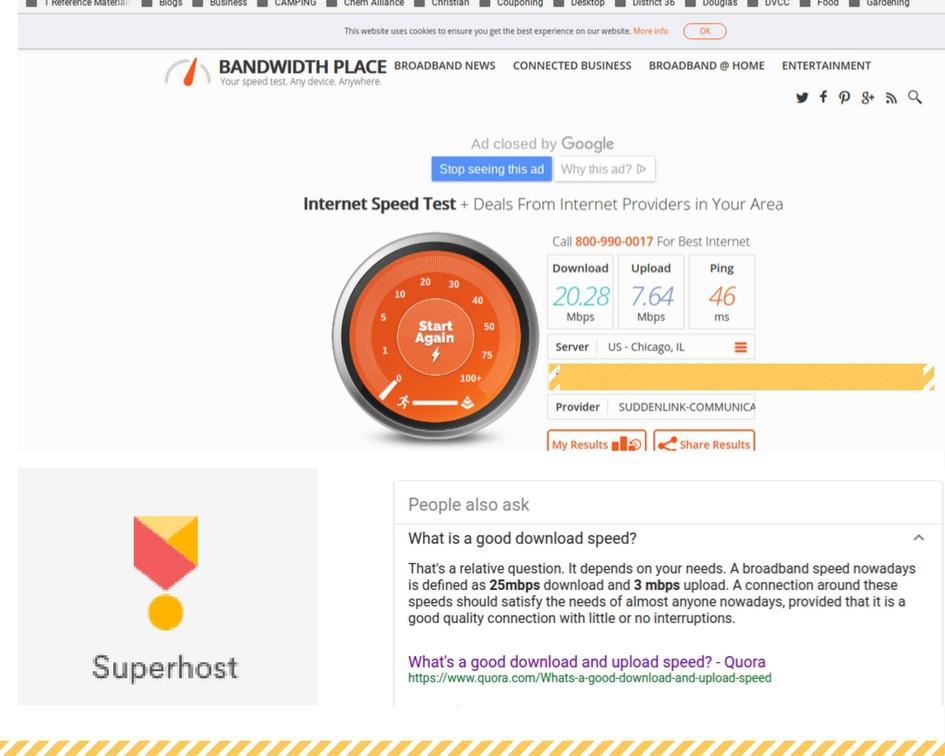 1 Reference Material Blogs Business CAMPING Chem Alliance Christian Couponing Desktop District 36 Douglas DVCC Food Gardening
This website uses cookies to ensure you get the best experience on our website. More info OK
BANDWIDTH PLACE
Your speed test. Any device. Anywhere.
BROADBAND NEWS CONNECTED BUSINESS BROADBAND @ HOME ENTERTAINMENT
Ad closed by Google
Stop seeing this ad Why this ad?
Internet Speed Test + Deals From Internet Providers in Your Area
Call 800-990-0017 For Best Internet
Download Upload Ping
20.28 7.64 46
Mbps Mbps ms
0 1 5 10 20 30 40 50 75 100+
Start
Again
Server US - Chicago, IL
Provider SUDDENLINK-COMMUNICA
My Results Share Results
Superhost
People also ask
What is a good download speed?
That's a relative question. It depends on your needs. A broadband speed nowadays
is defined as 25mbps download and 3 mbps upload. A connection around these
speeds should satisfy the needs of almost anyone nowadays, provided that it is a
good quality connection with little or no interruptions.
What's a good download and upload speed? - Quora
https://www.quora.com/Whats-a-good-download-and-upload-speed